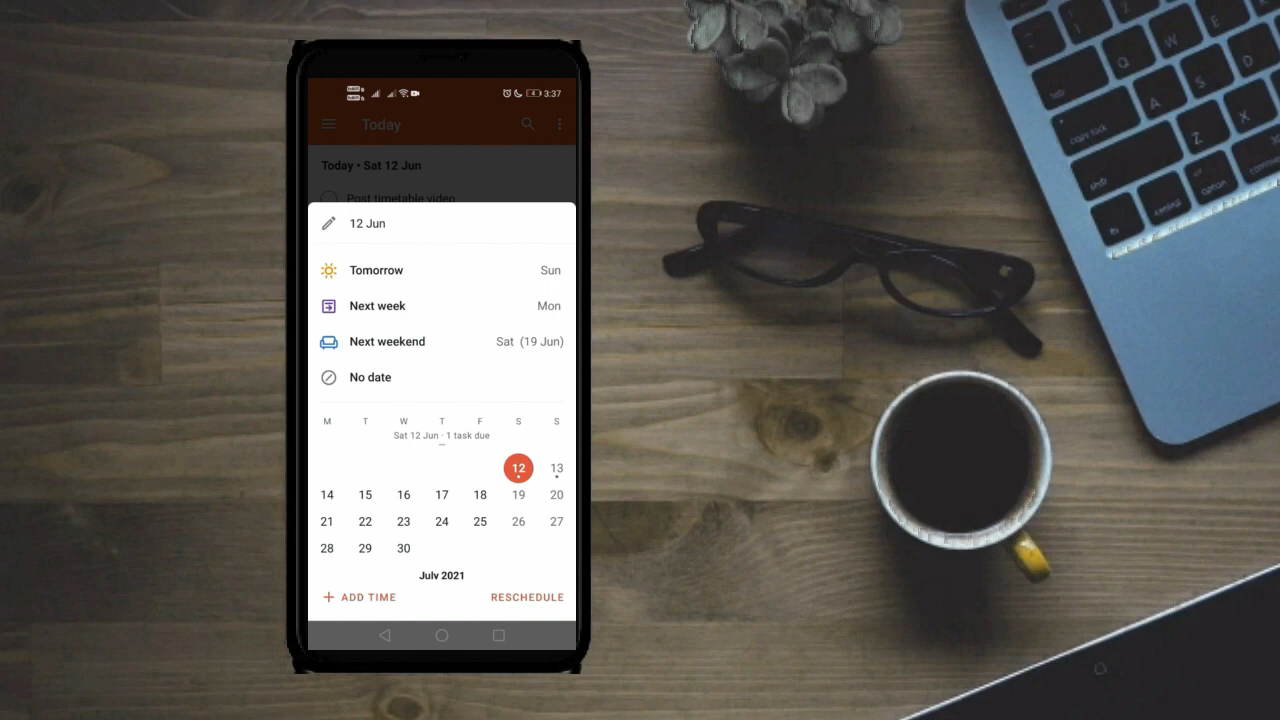 3:37
Today
Today • Sat 12 Jun
Post timetable video
12 Jun
Tomorrow Sun
Next week Mon
Next weekend Sat (19 Jun)
No date
M T W T F S S
Sat 12 Jun · 1 task due
12 13
14 15 16 17 18 19 20
21 22 23 24 25 26 27
28 29 30
July 2021
+ ADD TIME RESCHEDULE
Q W E
A S D
Z X